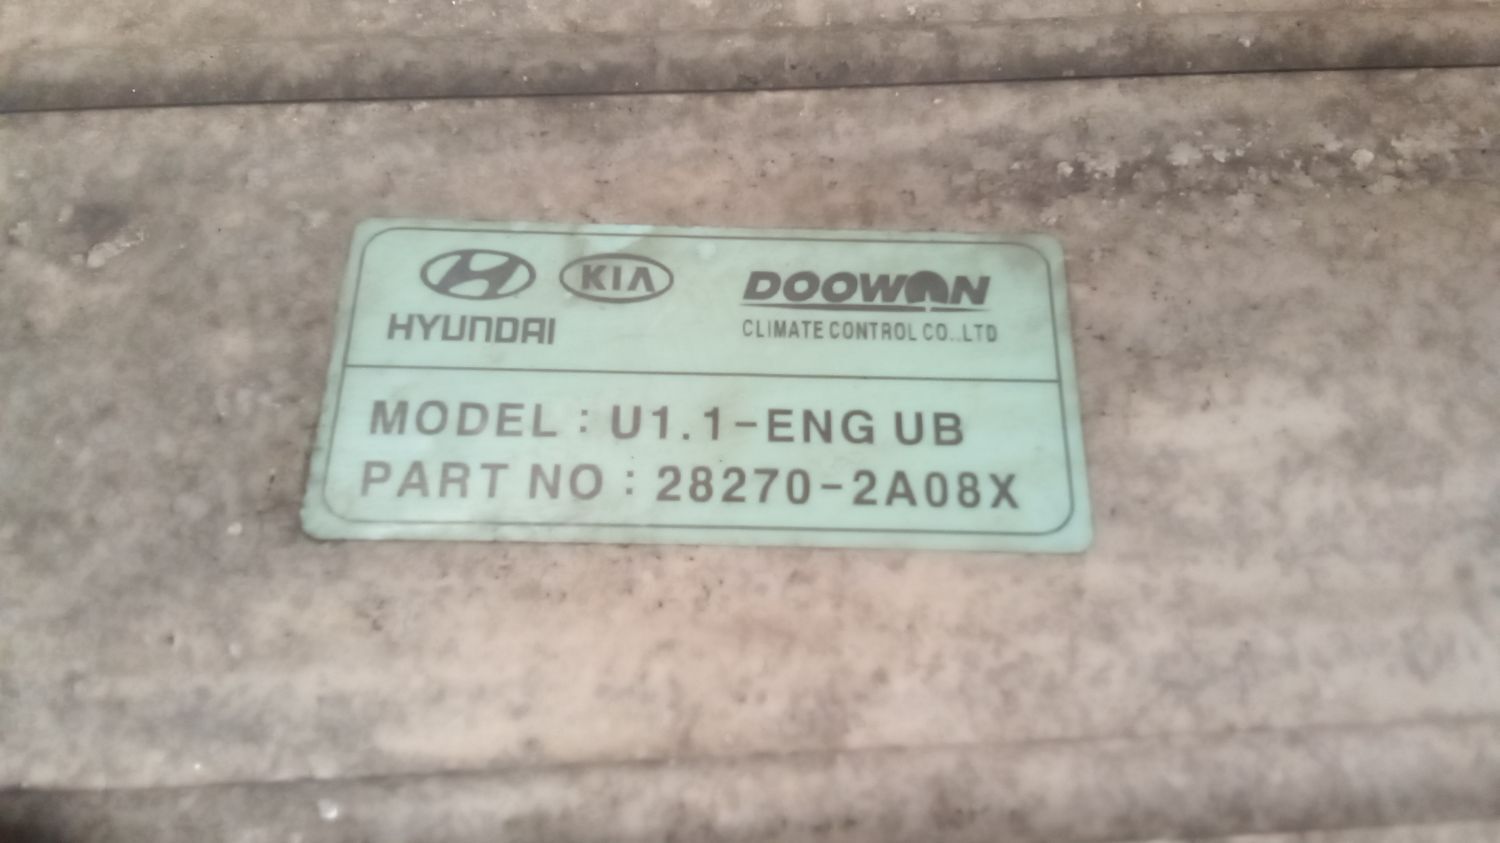 KIA
HYUNDAI
DOOWON
CLIMATE CONTROL CO.,LTD
MODEL : U1.1-ENG UB
PART NO : 28270-2A08X